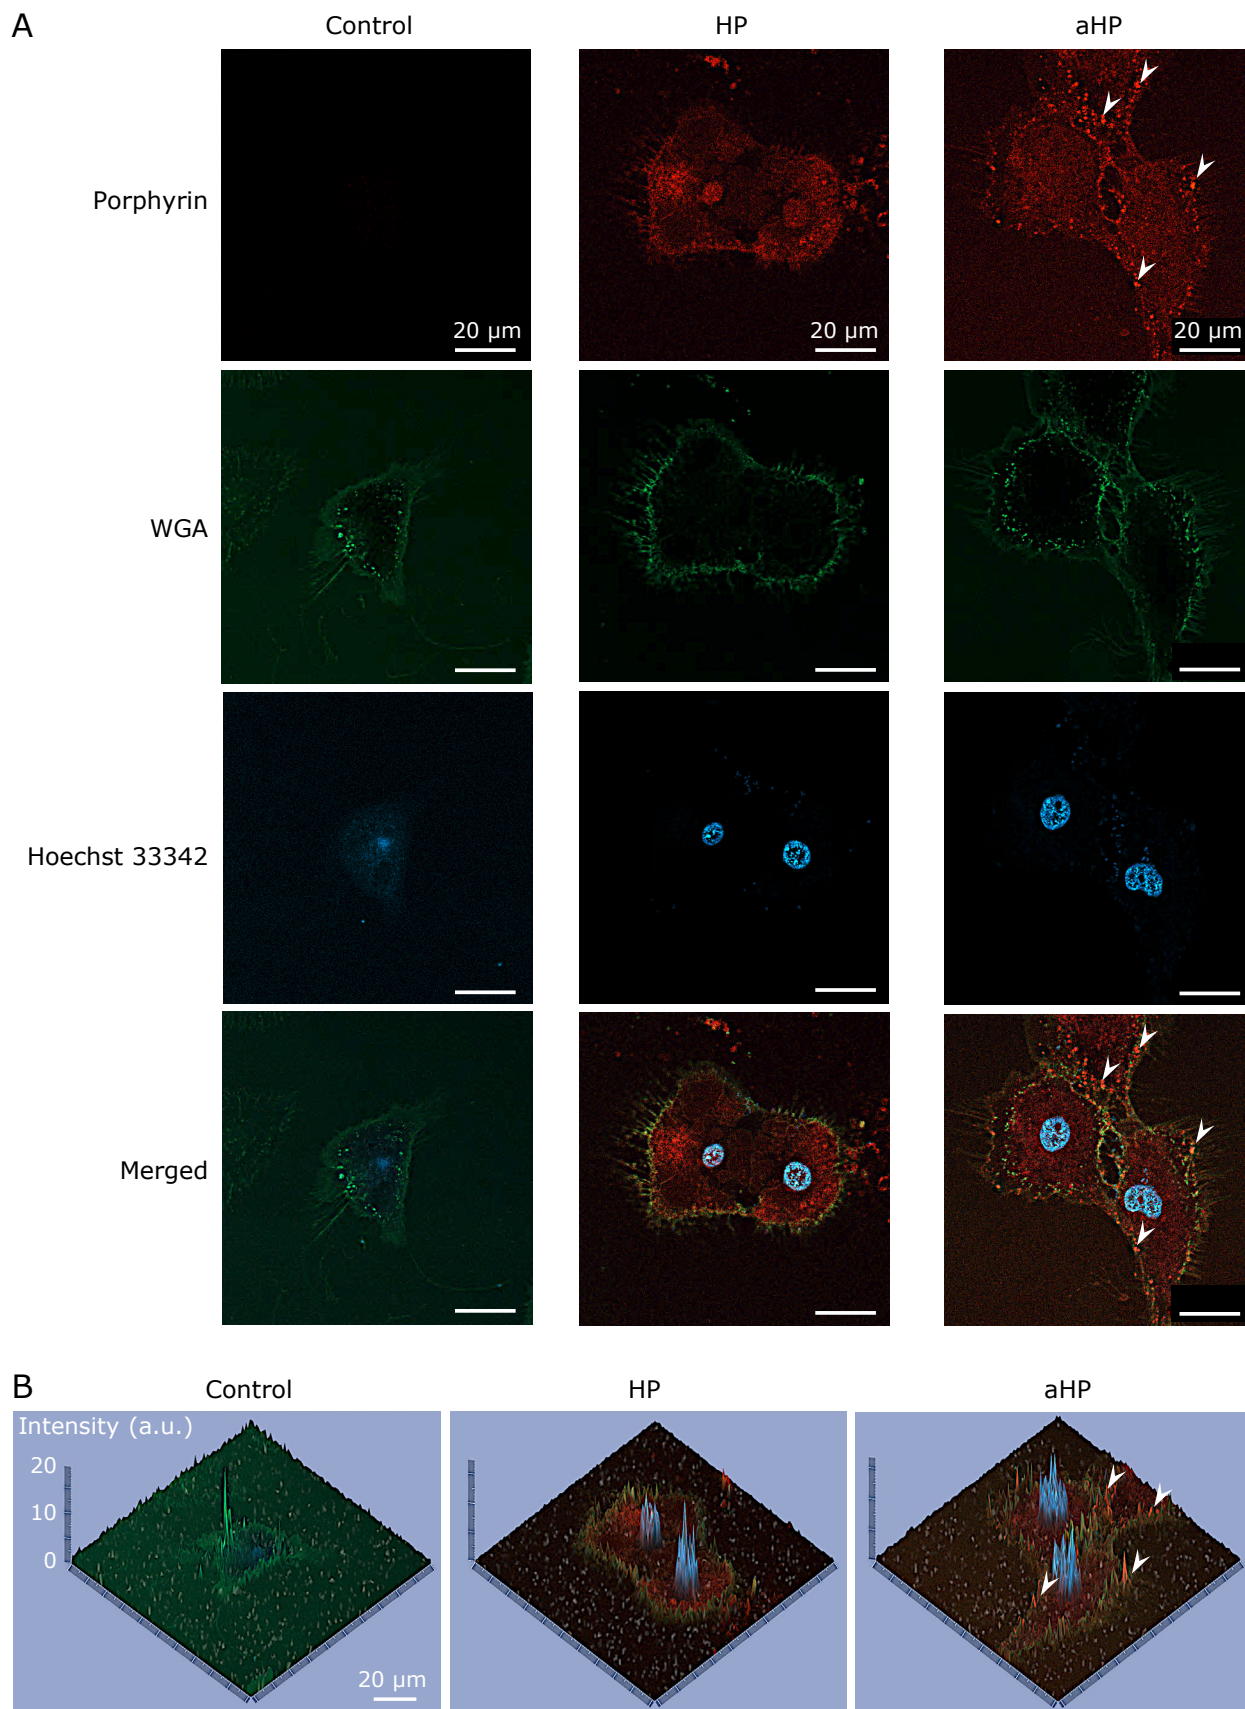 A
Control
HP
aHP
Porphyrin
20 µm
20 µm
20 µm
WGA
Hoechst 33342
Merged
B
Control
HP
aHP
Intensity (a.u.)
20
10
0
20 µm